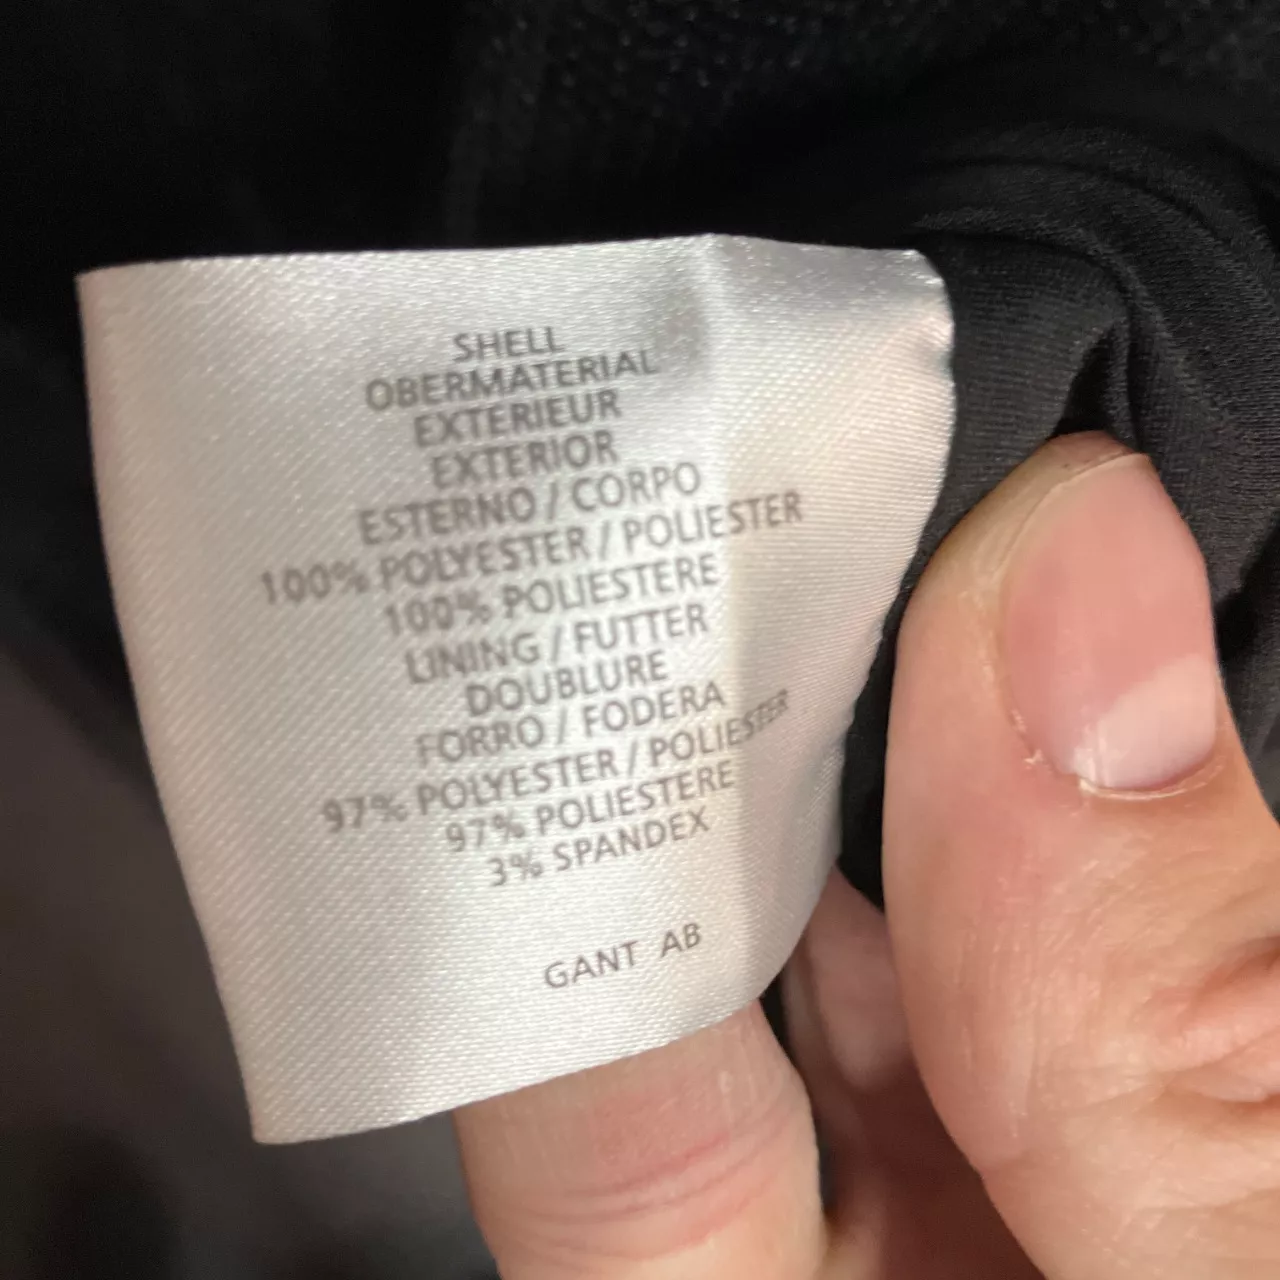 SHELL
OBERMATERIAL
EXTERIEUR
EXTERIOR
ESTERNO / CORPO
100% POLYESTER / POLIESTER
100% POLIESTERE
LINING / FUTTER
DOUBLURE
FORRO / FODERA
97% POLYESTER / POLIESTER
97% POLIESTERE
3% SPANDEX
GANT AB